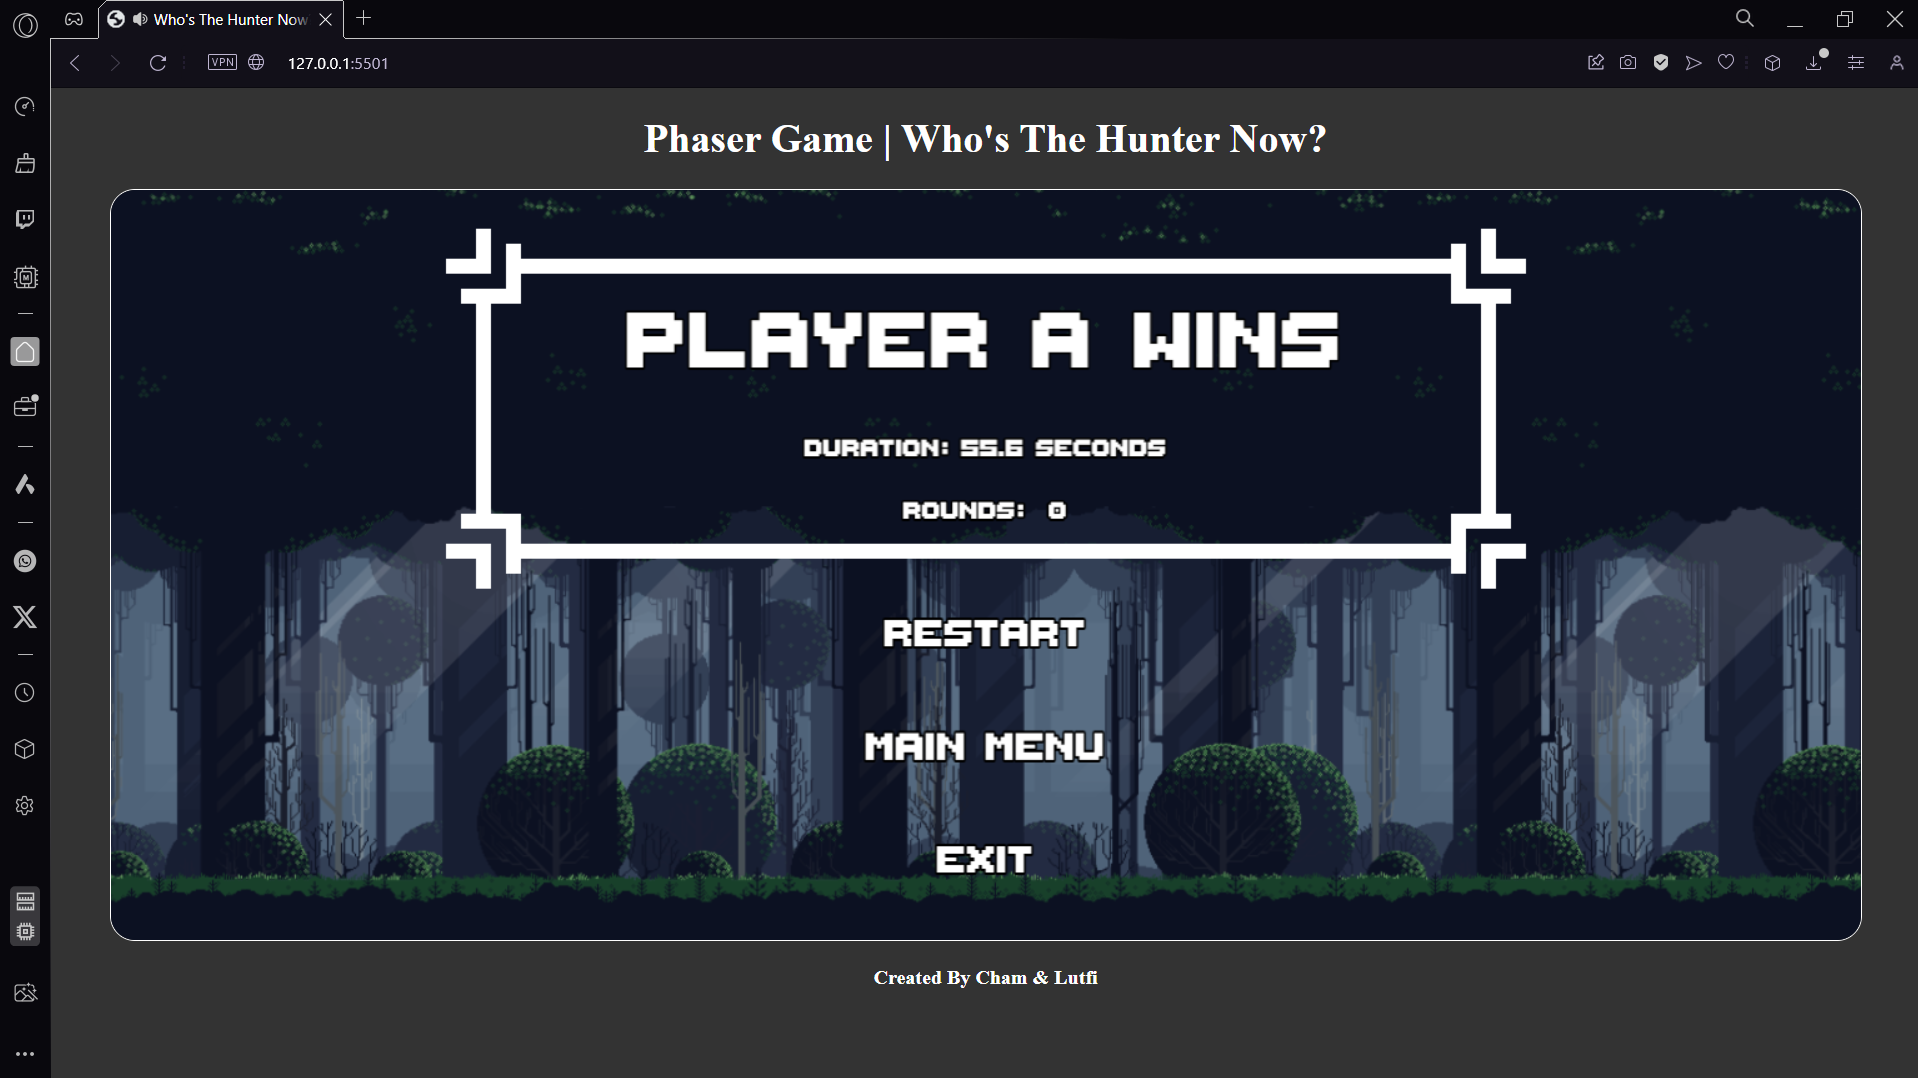 Who's The Hunter Now
VPN
127.0.0.1:5501
Phaser Game | Who's The Hunter Now?
PLAYER A WINS
DURATION: 55.6 SECONDS
ROUNDS: 0
RESTART
MAIN MENU
EXIT
Created By Cham & Lutfi